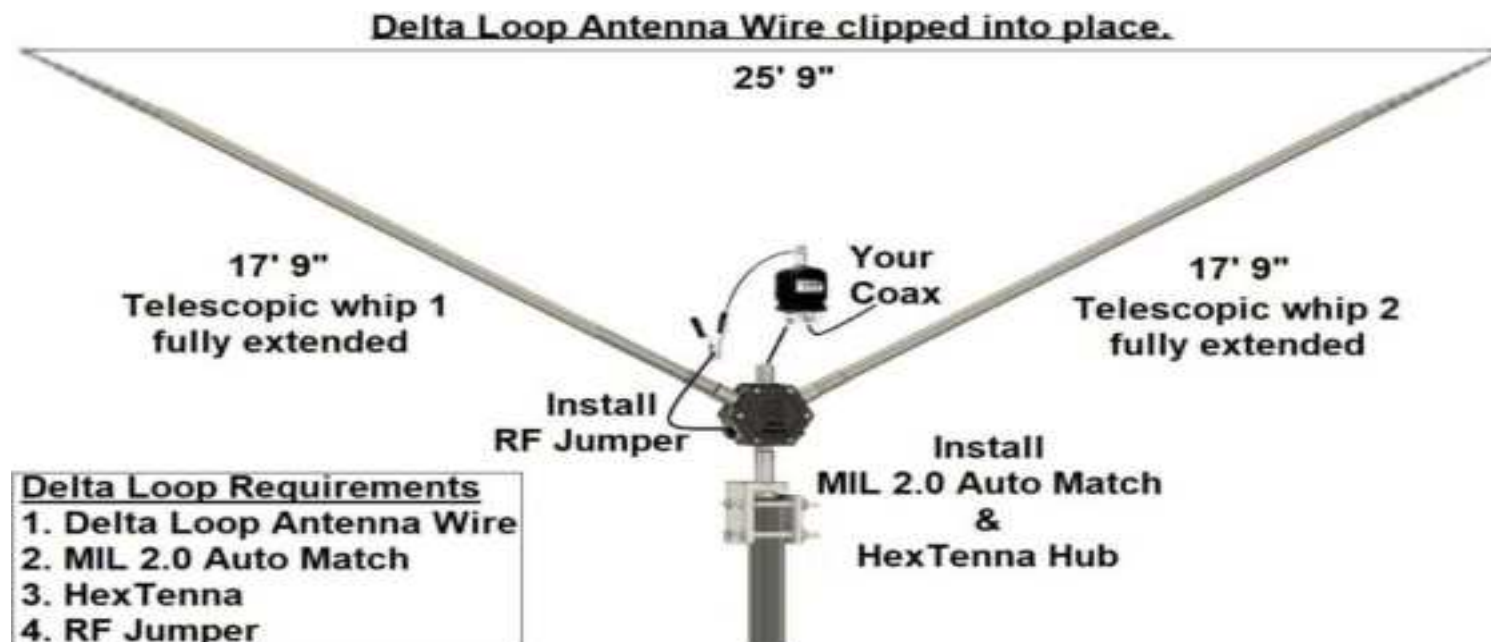 Delta Loop Antenna Wire clipped into place.
25' 9"
17' 9"
Telescopic whip 1
fully extended
Your
Coax
17' 9"
Telescopic whip 2
fully extended
Install
RF Jumper
Install
MIL 2.0 Auto Match
&
HexTenna Hub
Delta Loop Requirements
1. Delta Loop Antenna Wire
2. MIL 2.0 Auto Match
3. HexTenna
4. RF Jumper